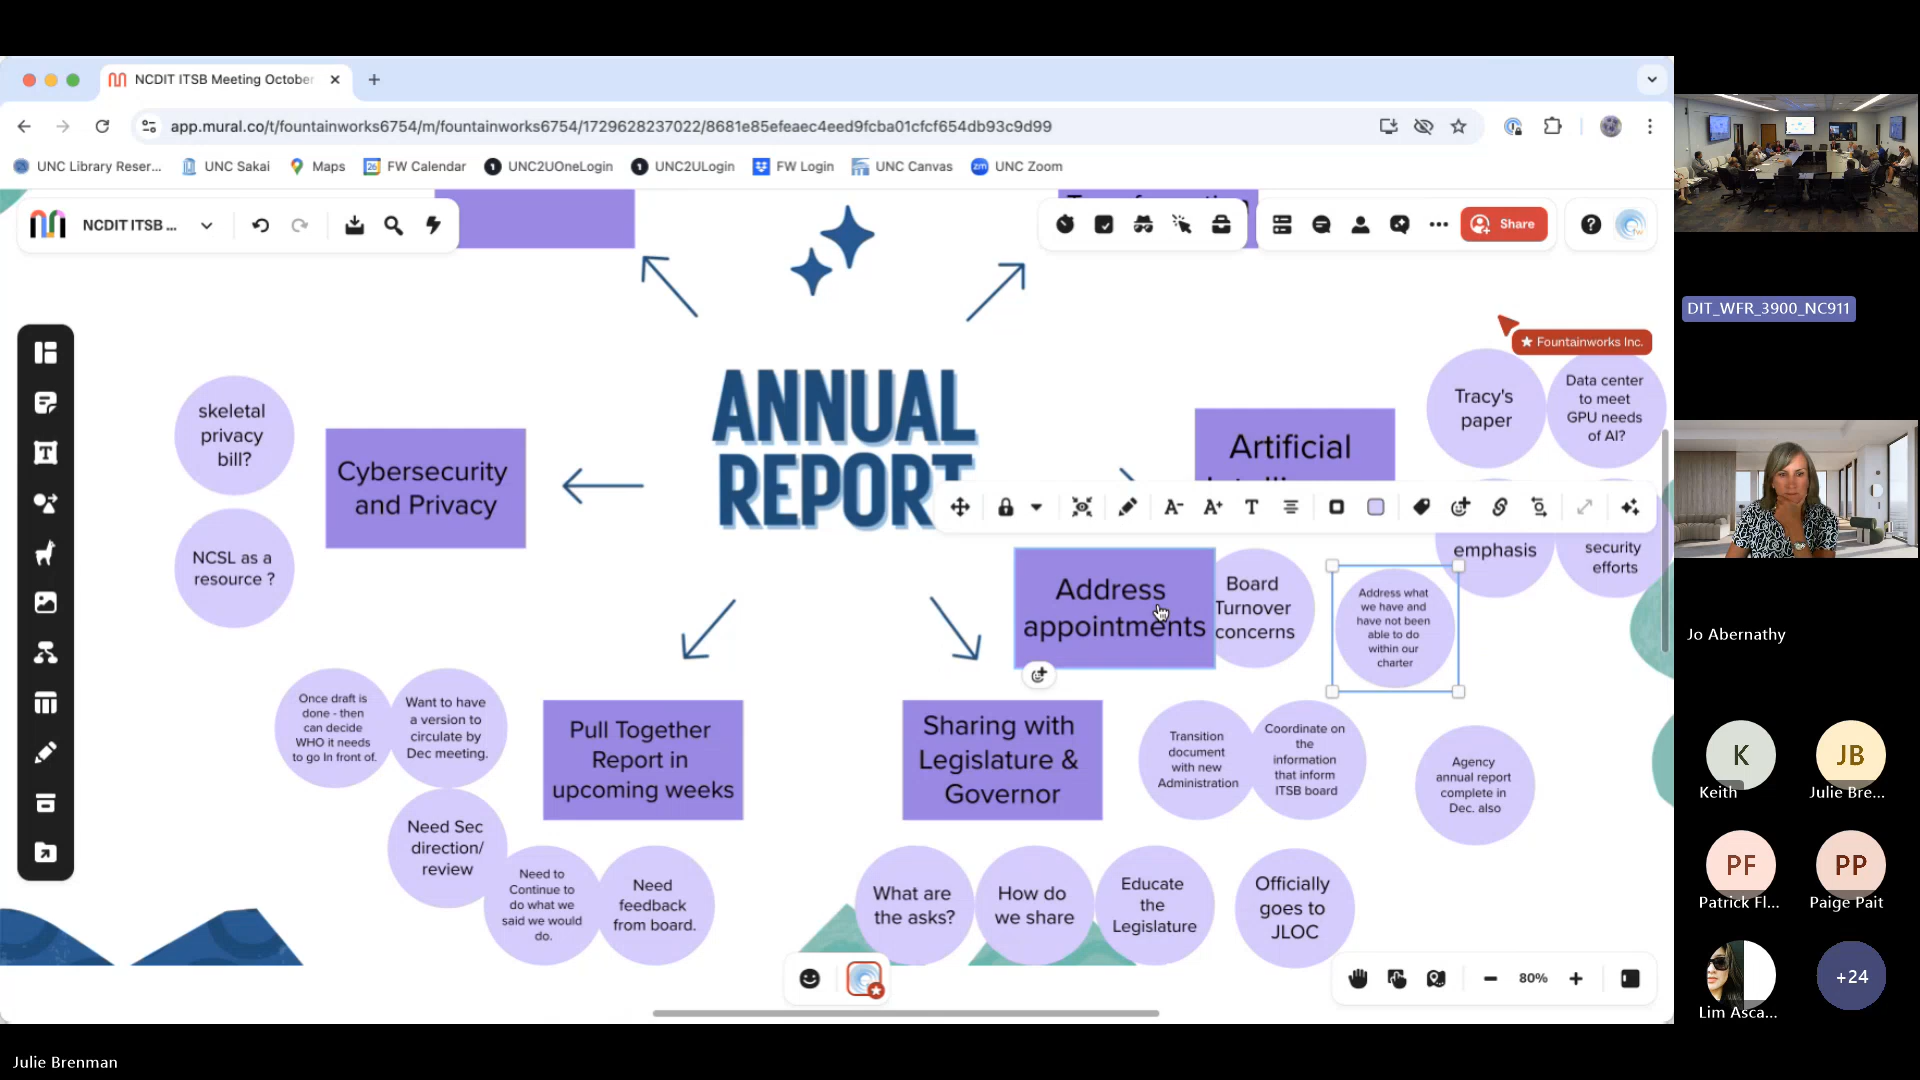 NCDIT ITSB Meeting October
app.mural.co/t/fountainworks6754/m/fountainworks6754/1729628237022/8681e85efeaec4eed9fcba01cfcf654db93c9d99
UNC Library Reser...
UNC Sakai
Maps
FW Calendar
UNC2UOneLogin
UNC2ULogin
FW Login
UNC Canvas
zm
UNC Zoom
NCDIT ITSB ...
Share
Fountainworks Inc.
ANNUAL
REPORT
skeletal
privacy
bill?
Cybersecurity
and Privacy
NCSL as a
resource ?
Artificial
Tracy's
paper
Data center
to meet
GPU needs
of AI?
emphasis
security
efforts
Address
appointments
Board
Turnover
concerns
Address what
we have and
have not been
able to do
within our
charter
Once draft is
done - then
can decide
WHO it needs
to go In front of.
Want to have
a version to
circulate by
Dec meeting.
Pull Together
Report in
upcoming weeks
Need Sec
direction/
review
Need to
Continue to
do what we
said we would
do.
Need
feedback
from board.
Sharing with
Legislature &
Governor
Transition
document
with new
Administration
Coordinate on
the
information
that inform
ITSB board
Agency
annual report
complete in
Dec. also
What are
the asks?
How do
we share
Educate
the
Legislature
Officially
goes to
JLOC
80%
DIT_WFR_3900_NC911
Jo Abernathy
K
Keith
JB
Julie Bre...
PF
Patrick Fl...
PP
Paige Pait
Lim Asca...
+24
Julie Brenman